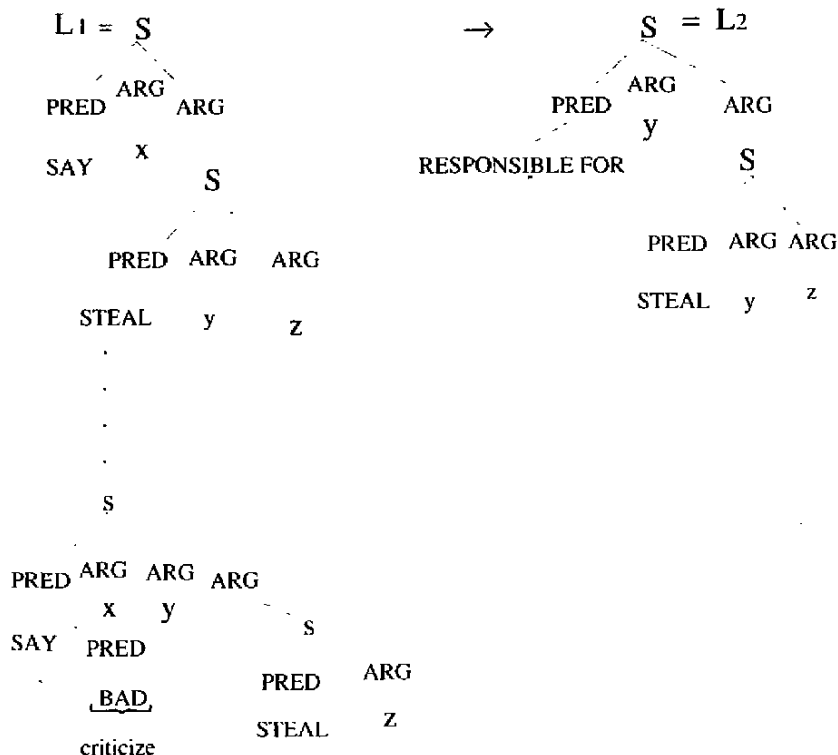 L1 = S → S = L2
PRED ARG ARG PRED ARG ARG
SAY x y
S RESPONSIBLE FOR S
PRED ARG ARG PRED ARG ARG
STEAL y z STEAL y z
s
PRED ARG ARG ARG
x y
SAY PRED s
BAD PRED ARG
criticize STEAL z